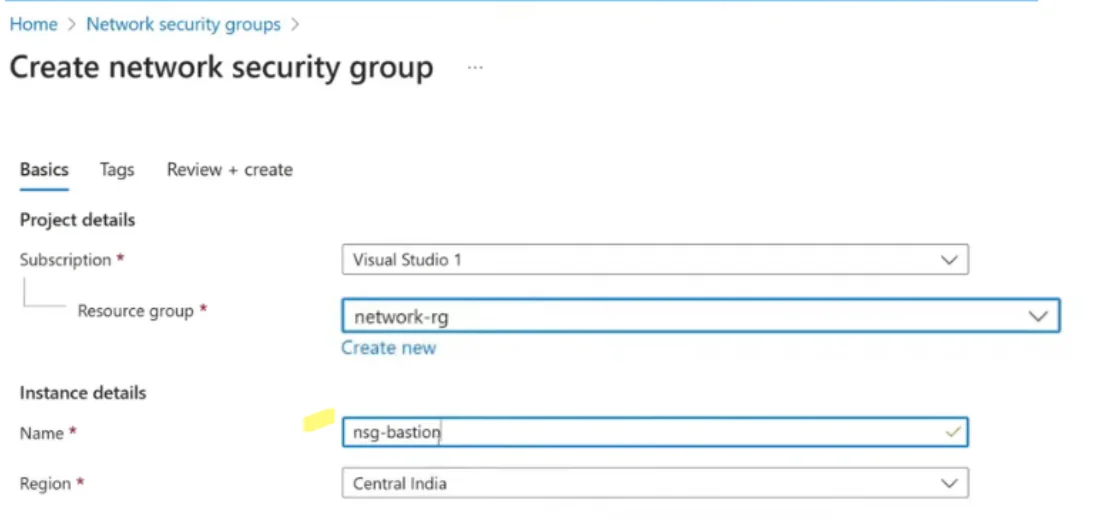 Home > Network security groups >
Create network security group ...
Basics Tags Review + create
Project details
Subscription * Visual Studio 1
Resource group * network-rg
Create new
Instance details
Name * nsg-bastion
Region * Central India